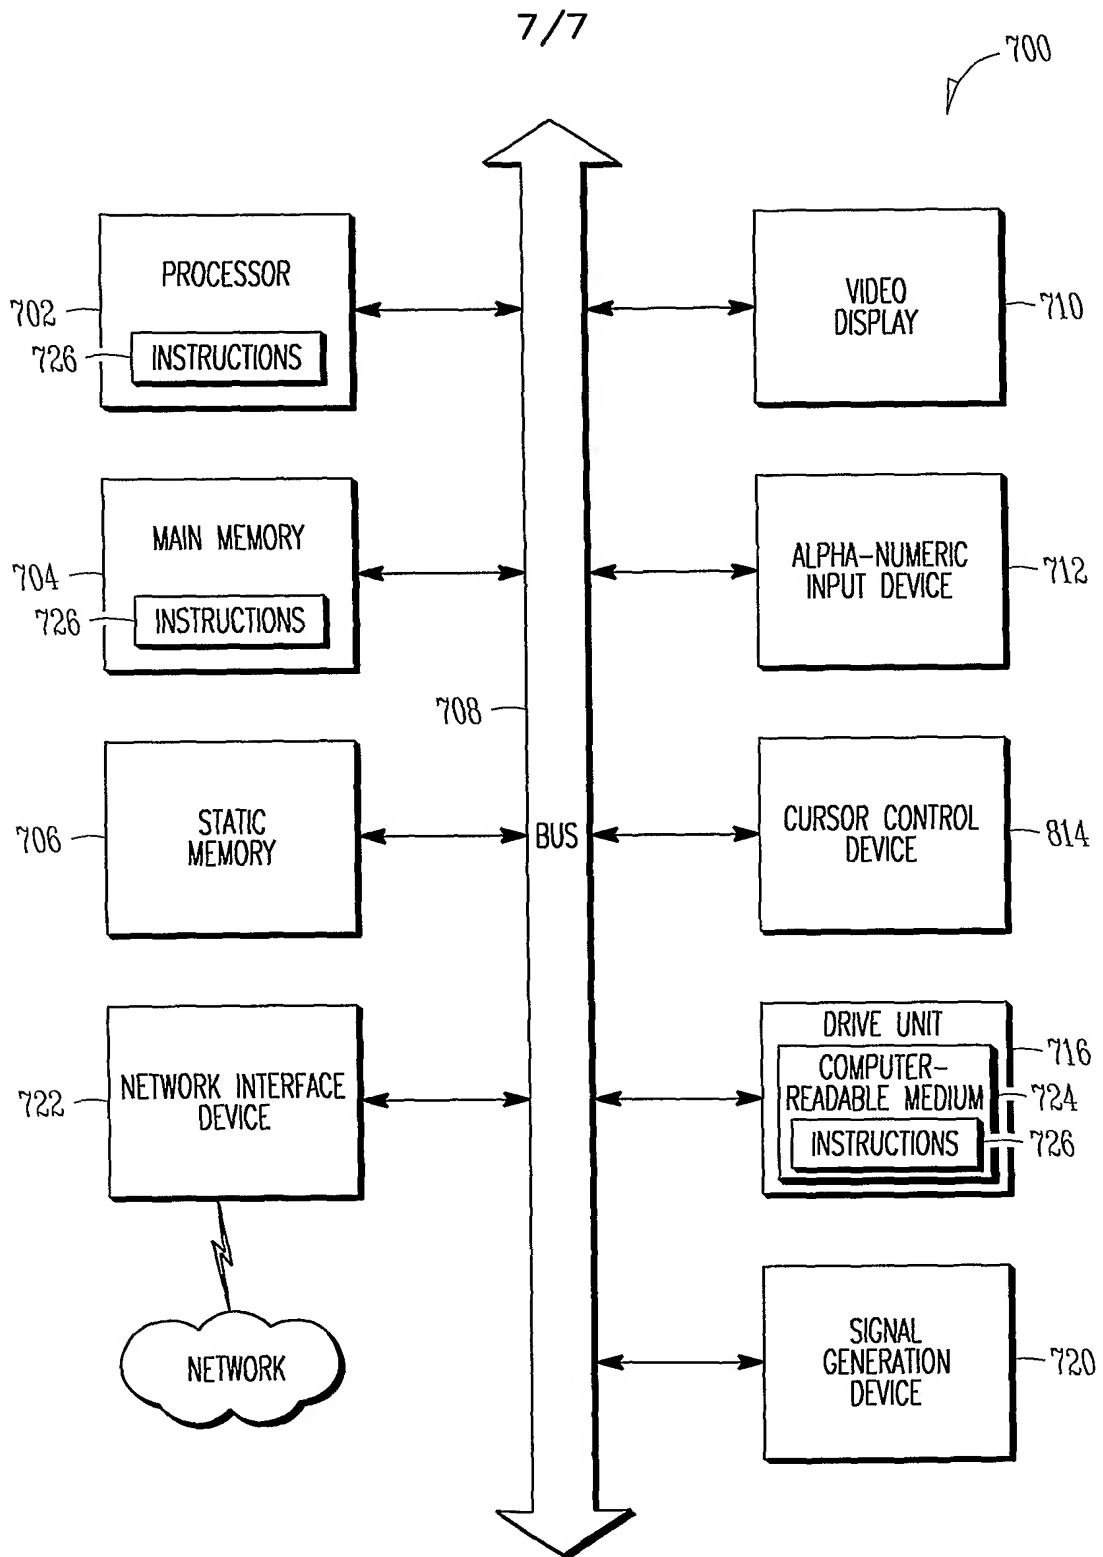 7/7
700
PROCESSOR
702
726
INSTRUCTIONS
VIDEO
DISPLAY
710
MAIN MEMORY
704
726
INSTRUCTIONS
ALPHA-NUMERIC
INPUT DEVICE
712
708
BUS
STATIC
MEMORY
706
CURSOR CONTROL
DEVICE
814
NETWORK INTERFACE
DEVICE
722
DRIVE UNIT
716
COMPUTER-
READABLE MEDIUM
724
INSTRUCTIONS
726
NETWORK
SIGNAL
GENERATION
DEVICE
720